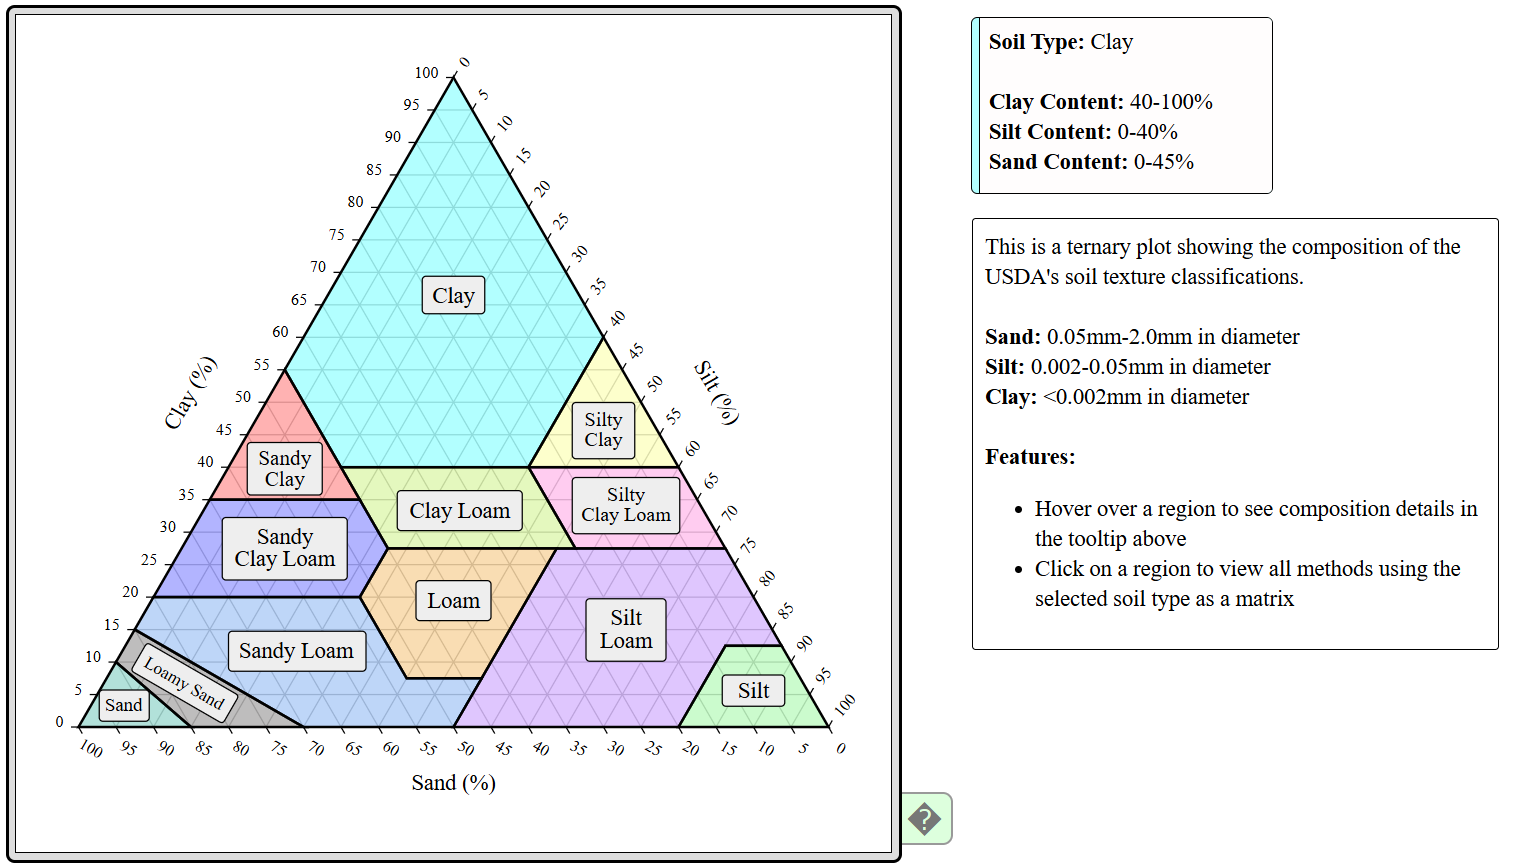 100
95
90
85
80
75
70
65
60
55
50
45
40
35
30
25
20
15
10
5
0
Clay (%)
0
5
10
15
20
25
30
35
40
45
50
55
60
65
70
75
80
85
90
95
100
Silt (%)
Clay
Silty
Clay
Sandy
Clay
Clay Loam
Silty
Clay Loam
Sandy
Clay Loam
Loam
Silt
Loam
Sandy Loam
Loamy Sand
Sand
Silt
100 95 90 85 80 75 70 65 60 55 50 45 40 35 30 25 20 15 10 5 0
Sand (%)
?
Soil Type: Clay
Clay Content: 40-100%
Silt Content: 0-40%
Sand Content: 0-45%
This is a ternary plot showing the composition of the
USDA's soil texture classifications.
Sand: 0.05mm-2.0mm in diameter
Silt: 0.002-0.05mm in diameter
Clay: <0.002mm in diameter
Features:
• Hover over a region to see composition details in
the tooltip above
• Click on a region to view all methods using the
selected soil type as a matrix